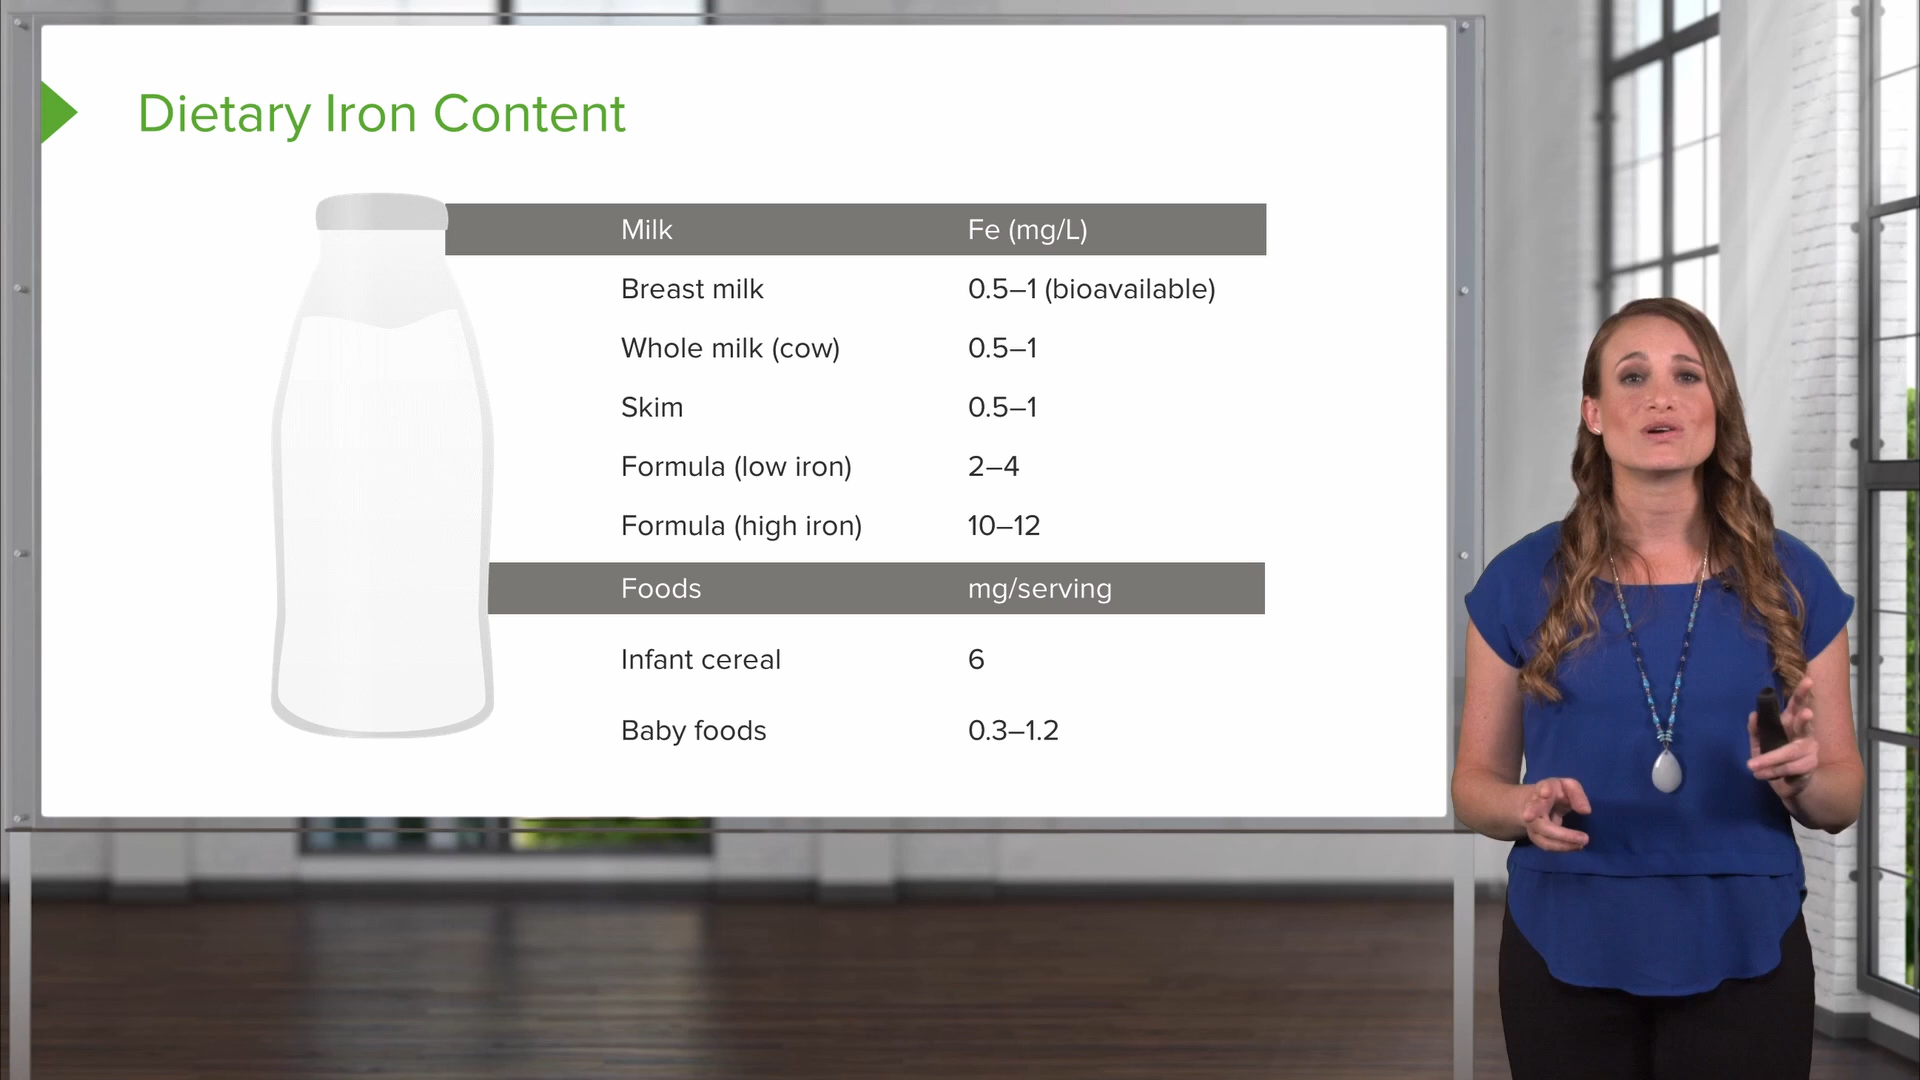 Dietary Iron Content
Milk Fe (mg/L)
Breast milk 0.5–1 (bioavailable)
Whole milk (cow) 0.5–1
Skim 0.5–1
Formula (low iron) 2–4
Formula (high iron) 10–12
Foods mg/serving
Infant cereal 6
Baby foods 0.3–1.2